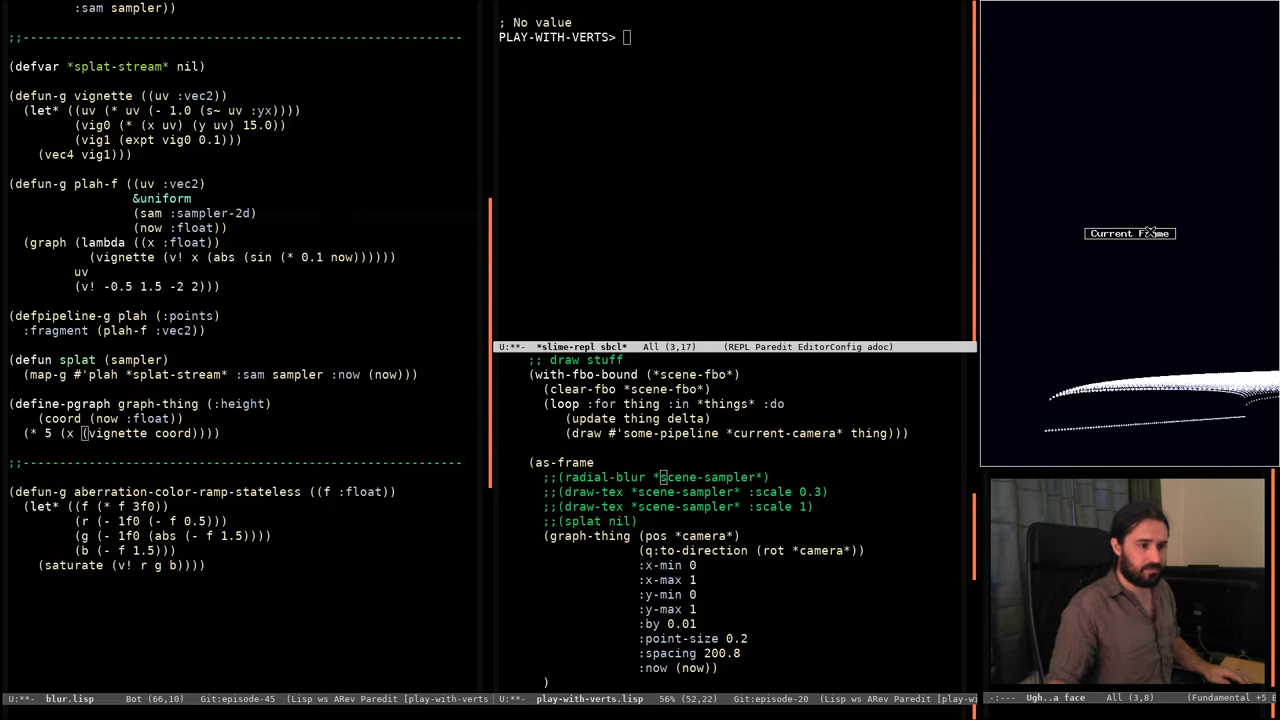 :sam sampler))
;;--------------------------------------------------------------
(defvar *splat-stream* nil)
(defun-g vignette ((uv :vec2))
(let* ((uv (* uv (- 1.0 (s~ uv :yx))))
(vig0 (* (x uv) (y uv) 15.0))
(vig1 (expt vig0 0.1)))
(vec4 vig1)))
(defun-g plah-f ((uv :vec2)
&uniform
(sam :sampler-2d)
(now :float))
(graph (lambda ((x :float))
(vignette (v! x (abs (sin (* 0.1 now))))))
uv
(v! -0.5 1.5 -2 2)))
(defpipeline-g plah (:points)
:fragment (plah-f :vec2))
(defun splat (sampler)
(map-g #'plah *splat-stream* :sam sampler :now (now)))
(define-pgraph graph-thing (:height)
(coord (now :float))
(* 5 (x (vignette coord))))
;;--------------------------------------------------------------
(defun-g aberration-color-ramp-stateless ((f :float))
(let* ((f (* f 3f0))
(r (- 1f0 (- f 0.5)))
(g (- 1f0 (abs (- f 1.5))))
(b (- f 1.5)))
(saturate (v! r g b))))
U:**- blur.lisp Bot (66,10) Git:episode-45 (Lisp ws ARev Paredit [play-with-verts
; No value
PLAY-WITH-VERTS>
U:**- *slime-repl sbcl* All (3,17) (REPL Paredit EditorConfig adoc)
;; draw stuff
(with-fbo-bound (*scene-fbo*)
(clear-fbo *scene-fbo*)
(loop :for thing :in *things* :do
(update thing delta)
(draw #'some-pipeline *current-camera* thing)))
(as-frame
;;(radial-blur *scene-sampler*)
;;(draw-tex *scene-sampler* :scale 0.3)
;;(draw-tex *scene-sampler* :scale 1)
;;(splat nil)
(graph-thing (pos *camera*)
(q:to-direction (rot *camera*))
:x-min 0
:x-max 1
:y-min 0
:y-max 1
:by 0.01
:point-size 0.2
:spacing 200.8
:now (now))
)
U:**- play-with-verts.lisp 56% (52,22) Git:episode-20 (Lisp ws ARev Paredit [play-w
Current Frame
-:--- Ugh..a face All (3,8) (Fundamental +5 E